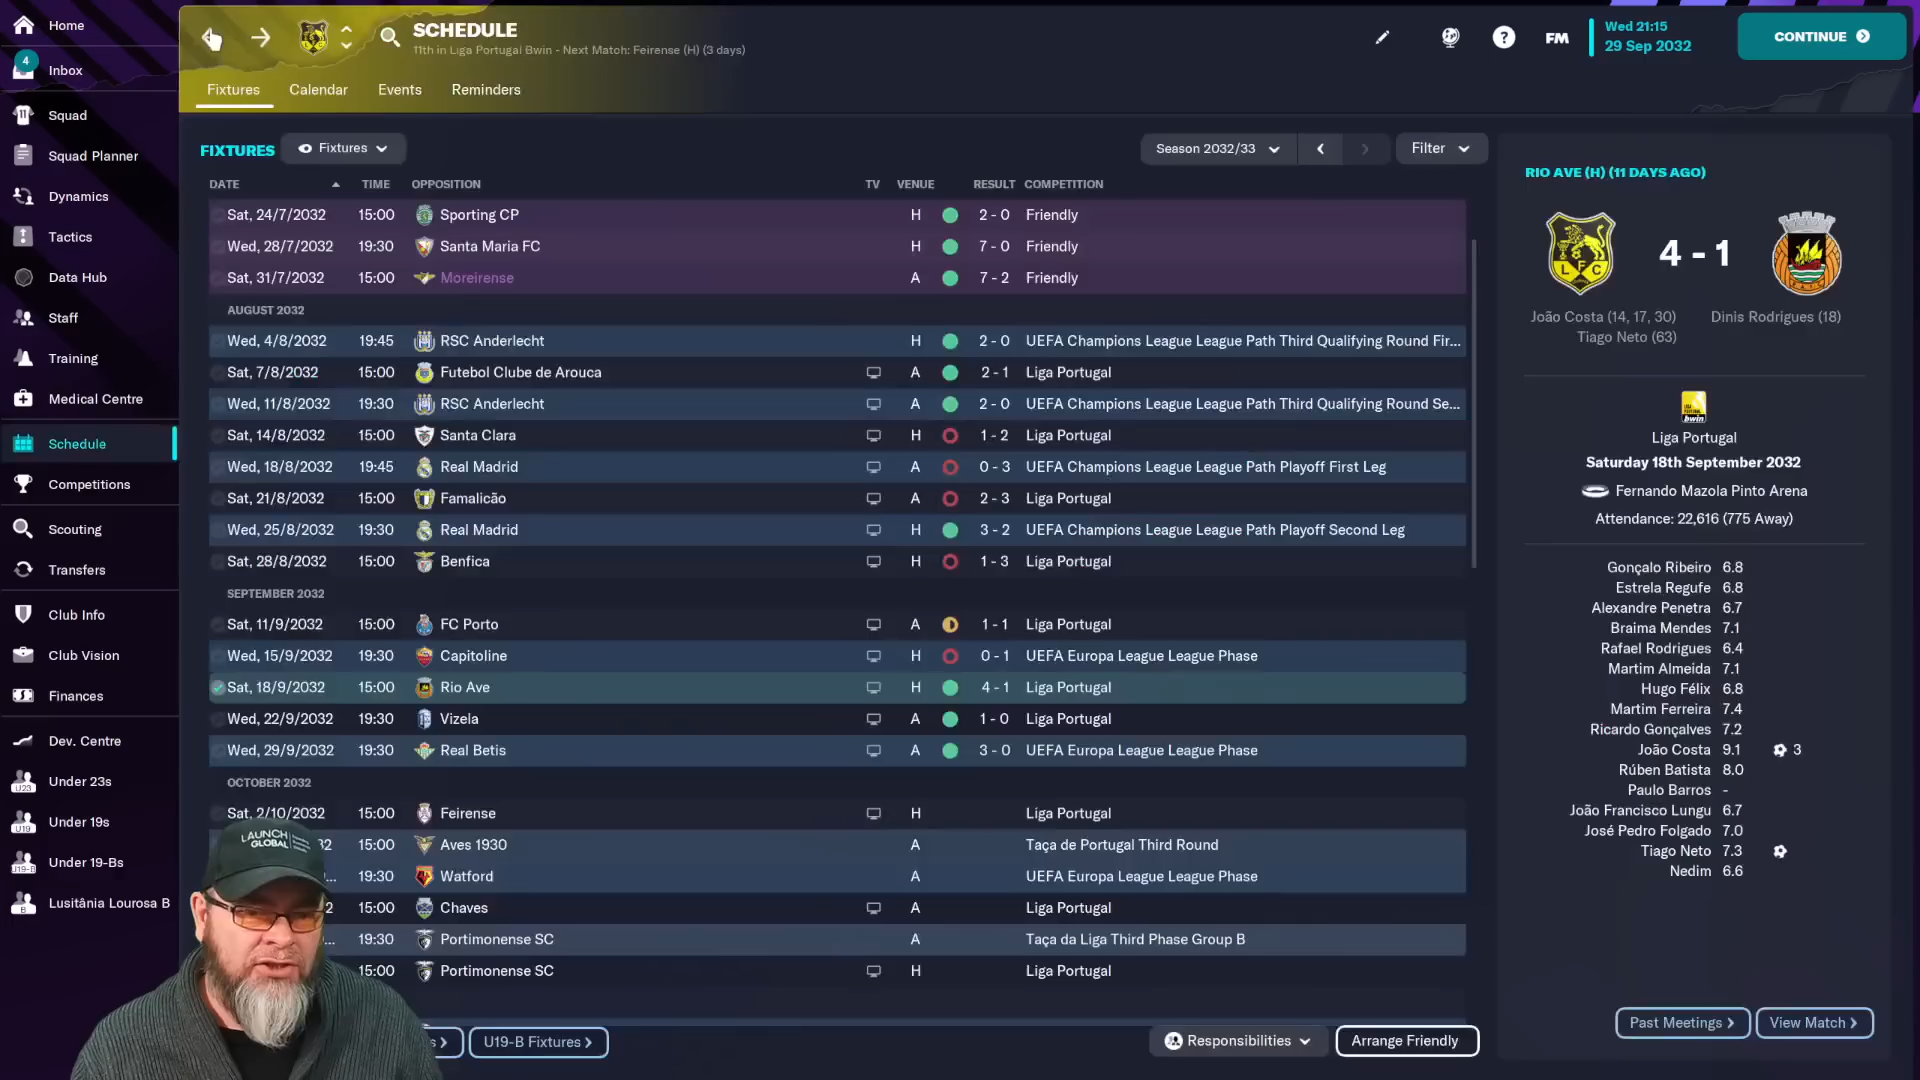 Home
4
Inbox
Squad
Squad Planner
Dynamics
Tactics
Data Hub
Staff
Training
Medical Centre
Schedule
Competitions
Scouting
Transfers
Club Info
Club Vision
Finances
Dev. Centre
U23 Under 23s
U19 Under 19s
U19-B Under 19-Bs
B Lusitânia Lourosa B
SCHEDULE
11th in Liga Portugal Bwin - Next Match: Feirense (H) (3 days)
FM
Wed 21:15
29 Sep 2032
CONTINUE
Fixtures Calendar Events Reminders
FIXTURES Fixtures Season 2032/33 Filter
DATE TIME OPPOSITION TV VENUE RESULT COMPETITION
Sat, 24/7/2032 15:00 Sporting CP H 2 - 0 Friendly
Wed, 28/7/2032 19:30 Santa Maria FC H 7 - 0 Friendly
Sat, 31/7/2032 15:00 Moreirense A 7 - 2 Friendly
AUGUST 2032
Wed, 4/8/2032 19:45 RSC Anderlecht H 2 - 0 UEFA Champions League League Path Third Qualifying Round Fir...
Sat, 7/8/2032 15:00 Futebol Clube de Arouca A 2 - 1 Liga Portugal
Wed, 11/8/2032 19:30 RSC Anderlecht A 2 - 0 UEFA Champions League League Path Third Qualifying Round Se...
Sat, 14/8/2032 15:00 Santa Clara H 1 - 2 Liga Portugal
Wed, 18/8/2032 19:45 Real Madrid A 0 - 3 UEFA Champions League League Path Playoff First Leg
Sat, 21/8/2032 15:00 Famalicão A 2 - 3 Liga Portugal
Wed, 25/8/2032 19:30 Real Madrid H 3 - 2 UEFA Champions League League Path Playoff Second Leg
Sat, 28/8/2032 15:00 Benfica H 1 - 3 Liga Portugal
SEPTEMBER 2032
Sat, 11/9/2032 15:00 FC Porto A 1 - 1 Liga Portugal
Wed, 15/9/2032 19:30 Capitoline H 0 - 1 UEFA Europa League League Phase
Sat, 18/9/2032 15:00 Rio Ave H 4 - 1 Liga Portugal
Wed, 22/9/2032 19:30 Vizela A 1 - 0 Liga Portugal
Wed, 29/9/2032 19:30 Real Betis A 3 - 0 UEFA Europa League League Phase
OCTOBER 2032
Sat, 2/10/2032 15:00 Feirense H Liga Portugal
32 15:00 Aves 1930 A Taça de Portugal Third Round
... 19:30 Watford A UEFA Europa League League Phase
2 15:00 Chaves A Liga Portugal
... 19:30 Portimonense SC A Taça da Liga Third Phase Group B
15:00 Portimonense SC H Liga Portugal
LAUNCH
GLOBAL
U19-B Fixtures
Responsibilities
Arrange Friendly
RIO AVE (H) (11 DAYS AGO)
LFC
4 - 1
João Costa (14, 17, 30) Dinis Rodrigues (18)
Tiago Neto (63)
bwin
Liga Portugal
Saturday 18th September 2032
Fernando Mazola Pinto Arena
Attendance: 22,616 (775 Away)
Gonçalo Ribeiro 6.8
Estrela Regufe 6.8
Alexandre Penetra 6.7
Braima Mendes 7.1
Rafael Rodrigues 6.4
Martim Almeida 7.1
Hugo Félix 6.8
Martim Ferreira 7.4
Ricardo Gonçalves 7.2
João Costa 9.1 3
Rúben Batista 8.0
Paulo Barros -
João Francisco Lungu 6.7
José Pedro Folgado 7.0
Tiago Neto 7.3
Nedim 6.6
Past Meetings
View Match